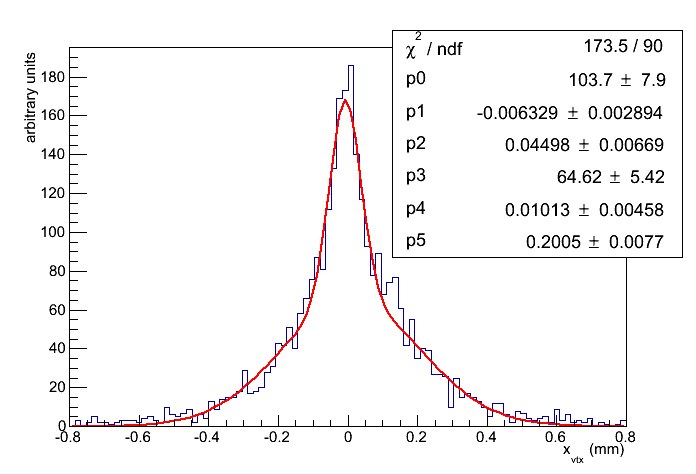 χ² / ndf 173.5 / 90
p0 103.7 ± 7.9
p1 -0.006329 ± 0.002894
p2 0.04498 ± 0.00669
p3 64.62 ± 5.42
p4 0.01013 ± 0.00458
p5 0.2005 ± 0.0077
arbitrary units
180
160
140
120
100
80
60
40
20
0
-0.8 -0.6 -0.4 -0.2 0 0.2 0.4 0.6 0.8
x_vtx (mm)